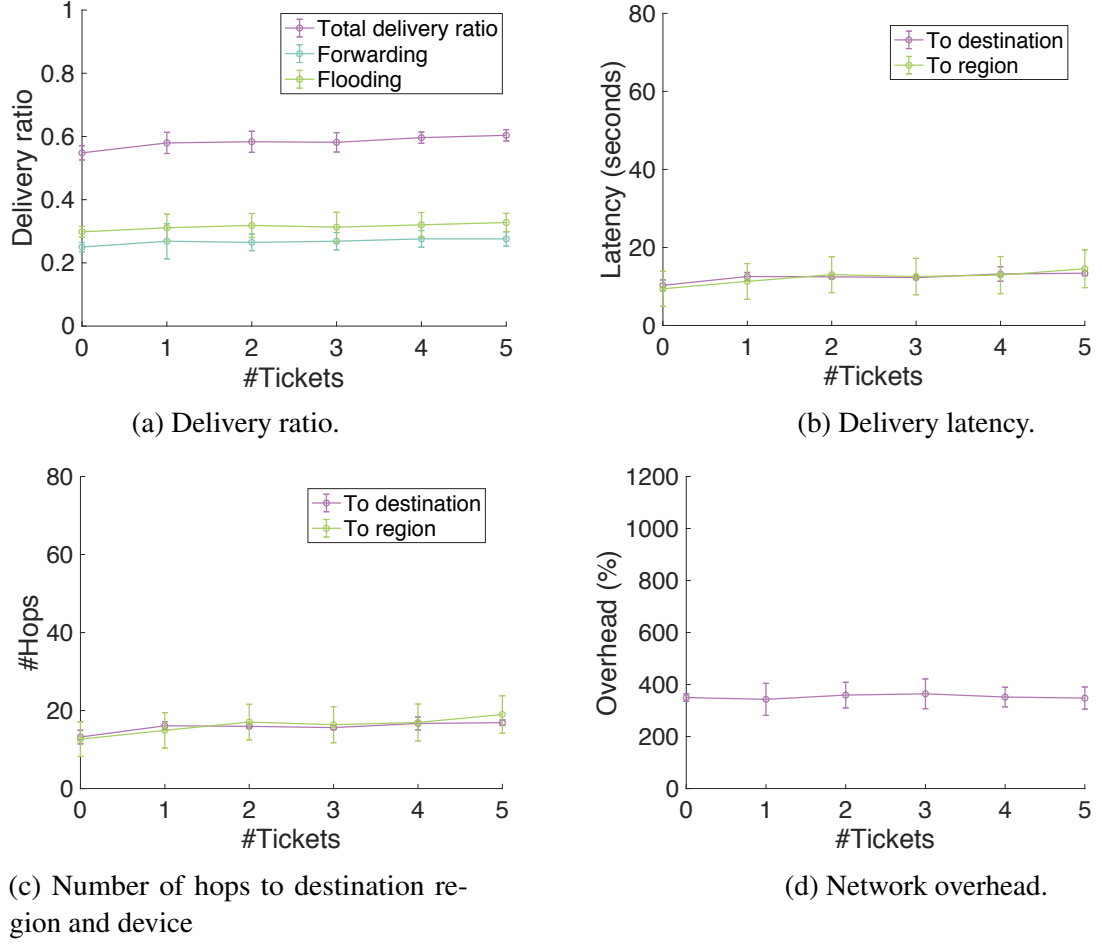 1
0.8
0.6
0.4
0.2
0
Delivery ratio
Total delivery ratio
Forwarding
Flooding
0 1 2 3 4 5
#Tickets
(a) Delivery ratio.
80
60
40
20
0
Latency (seconds)
To destination
To region
0 1 2 3 4 5
#Tickets
(b) Delivery latency.
80
60
40
20
0
#Hops
To destination
To region
0 1 2 3 4 5
#Tickets
(c) Number of hops to destination re-
gion and device
1200
1000
800
600
400
200
0
Overhead (%)
0 1 2 3 4 5
#Tickets
(d) Network overhead.